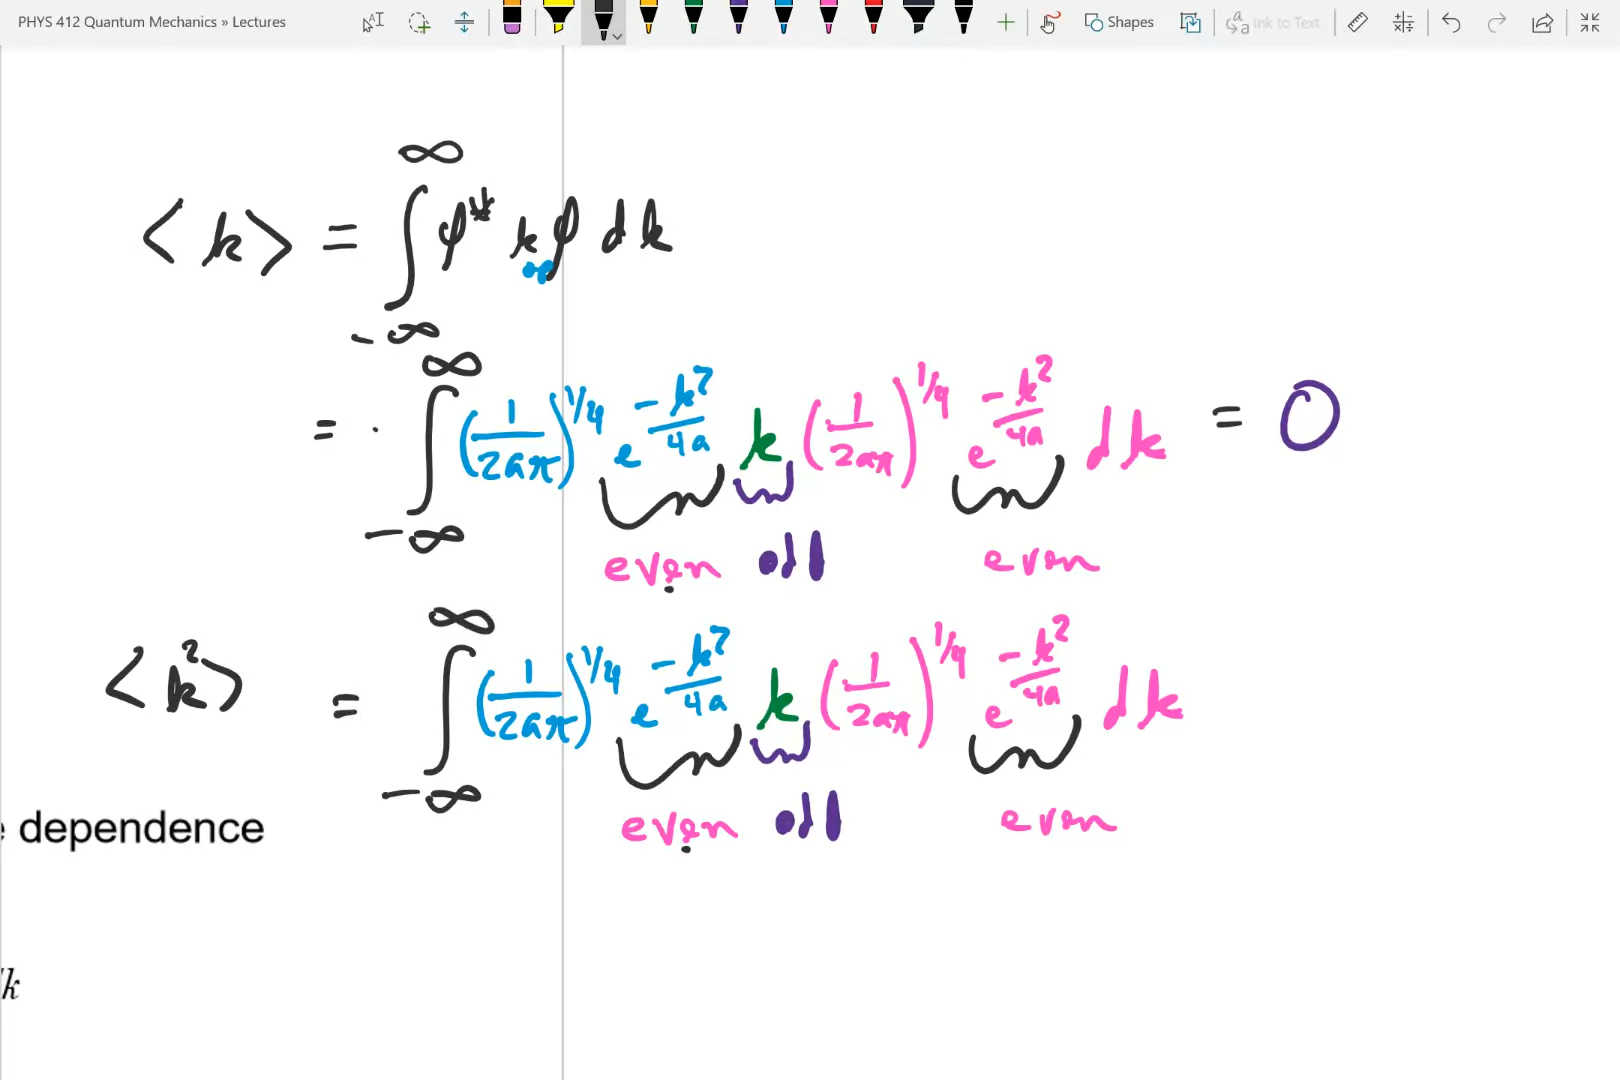 PHYS 412 Quantum Mechanics » Lectures Shapes Ink to Text
<k> = ∫_{-∞}^{∞} φ* k_{op} φ dk
= ∫_{-∞}^{∞} (1/2aπ)^{1/4} e^{-k²/4a} k (1/2aπ)^{1/4} e^{-k²/4a} dk = 0
even odd even
<k²> = ∫_{-∞}^{∞} (1/2aπ)^{1/4} e^{-k²/4a} k (1/2aπ)^{1/4} e^{-k²/4a} dk
even odd even
dependence
k